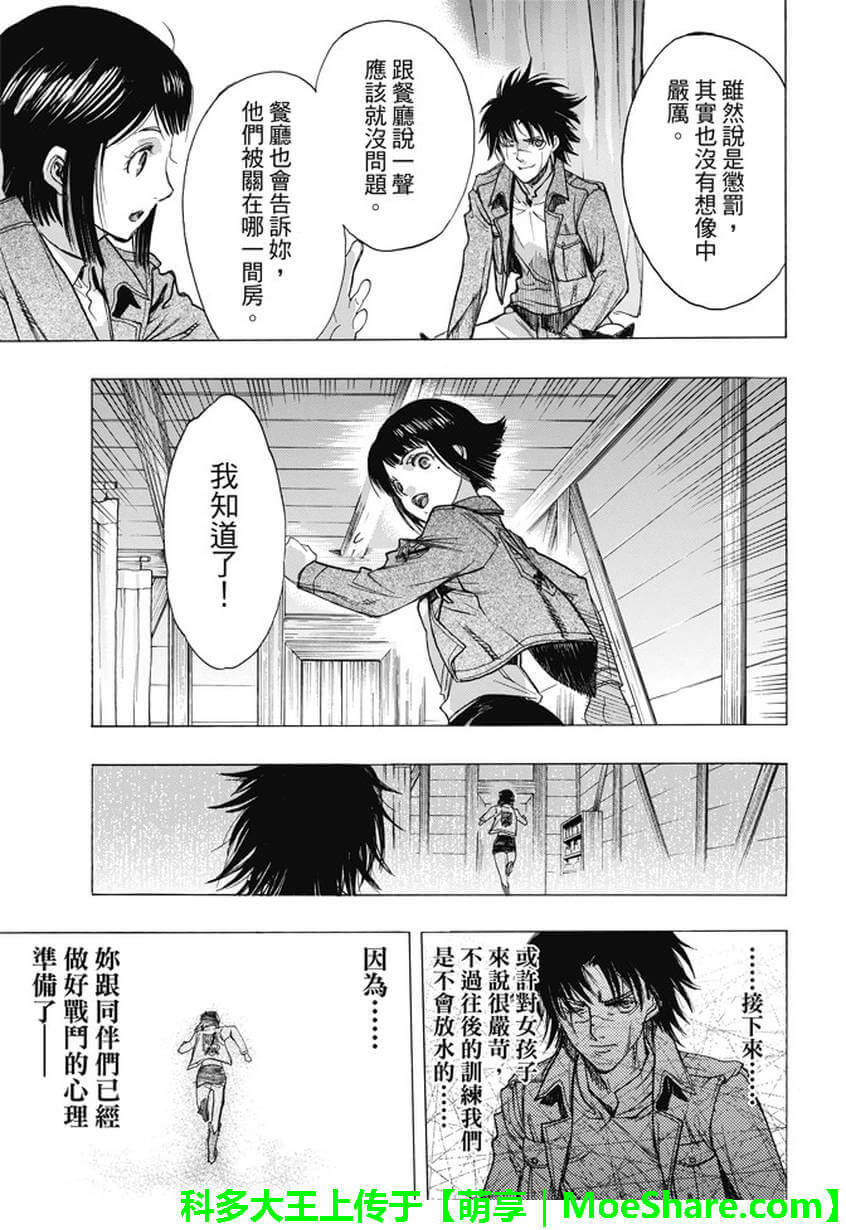 雖然說是懲罰，
其實也沒有想像中
嚴厲。
跟餐廳說一聲
應該就沒問題。
餐廳也會告訴妳，
他們被關在哪一間房。
我知道了！
……接下來……
或許對女孩子
來說很嚴苛，
不過往後的訓練我們
是不會放水的……
因為……
妳跟同伴們已經
做好戰鬥的心理
準備了——
科多大王上传于【萌享｜MoeShare.com】